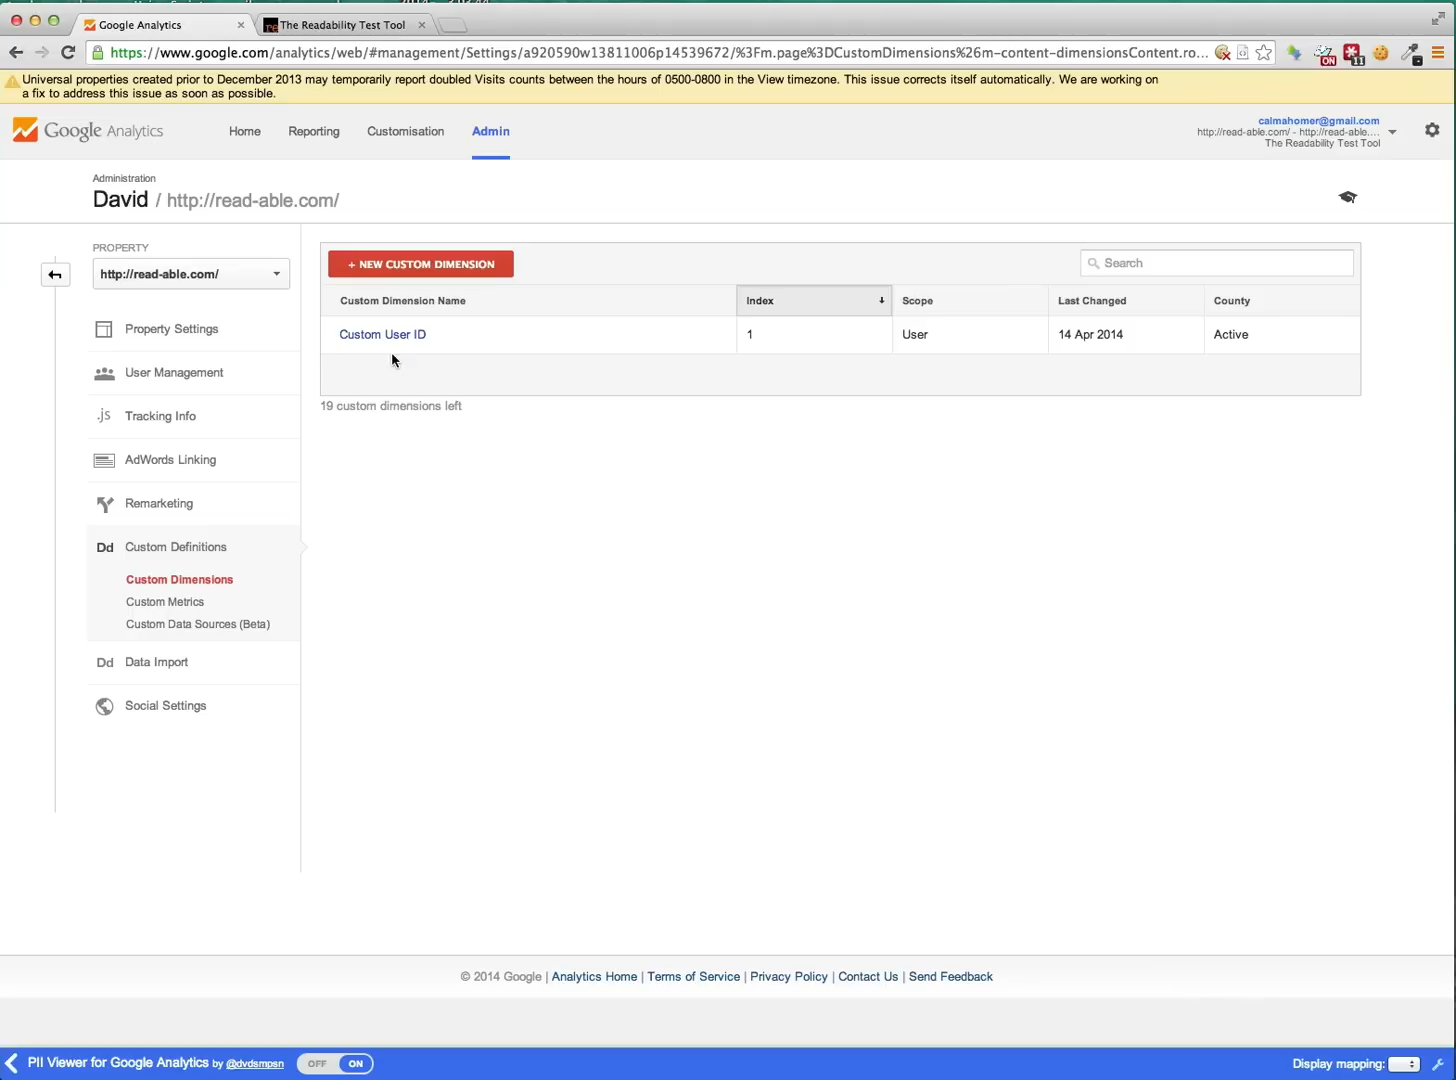 Google Analytics
The Readability Test Tool
https://www.google.com/analytics/web/#management/Settings/a920590w13811006p14539672/%3Fm.page%3DCustomDimensions%26m-content-dimensionsContent.ro...
ON
11
Universal properties created prior to December 2013 may temporarily report doubled Visits counts between the hours of 0500-0800 in the View timezone. This issue corrects itself automatically. We are working on
a fix to address this issue as soon as possible.
Google Analytics
Home
Reporting
Customisation
Admin
calmahomer@gmail.com
http://read-able.com/ - http://read-able....
The Readability Test Tool
Administration
David / http://read-able.com/
PROPERTY
http://read-able.com/
Property Settings
User Management
.js Tracking Info
AdWords Linking
Remarketing
Dd Custom Definitions
Custom Dimensions
Custom Metrics
Custom Data Sources (Beta)
Dd Data Import
Social Settings
+ NEW CUSTOM DIMENSION
Search
Custom Dimension Name Index Scope Last Changed County
Custom User ID 1 User 14 Apr 2014 Active
19 custom dimensions left
© 2014 Google | Analytics Home | Terms of Service | Privacy Policy | Contact Us | Send Feedback
PII Viewer for Google Analytics by @dvdsmpsn OFF ON
Display mapping: